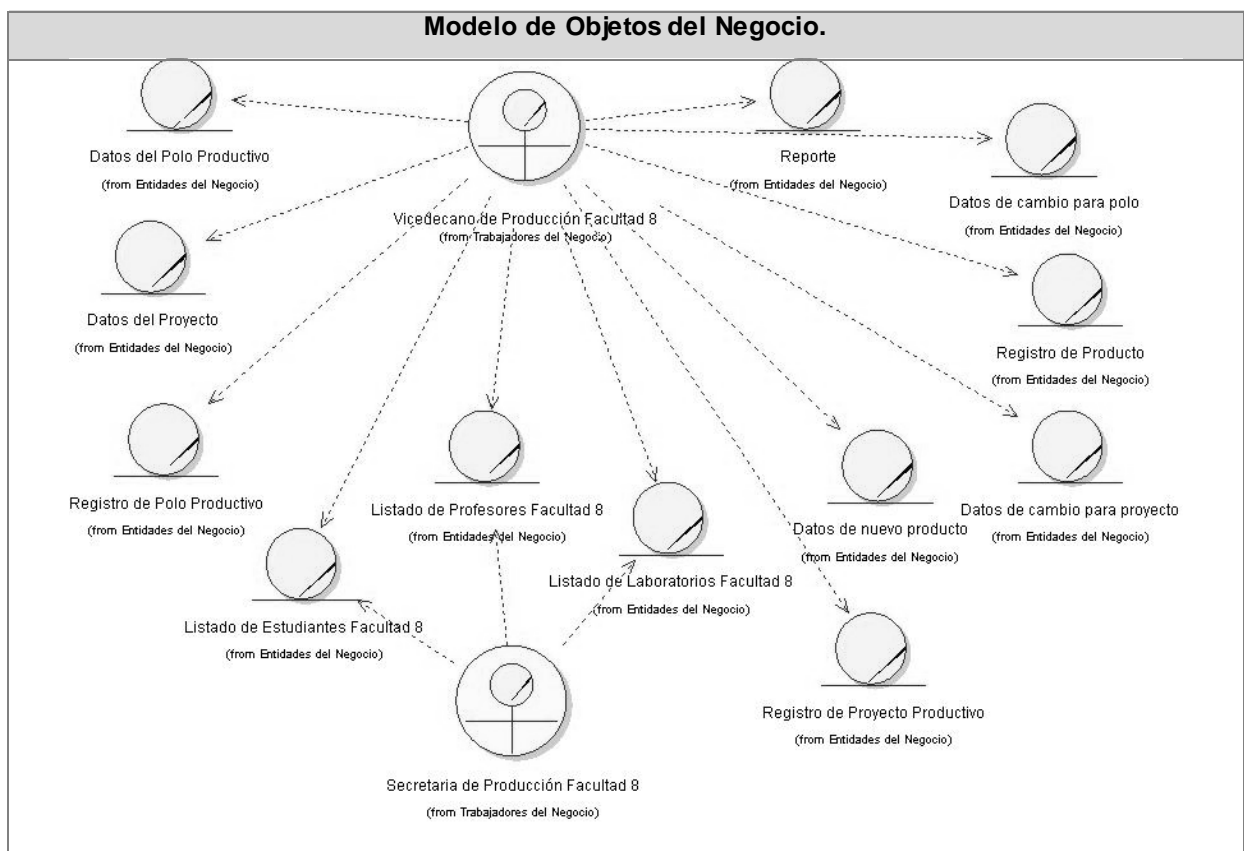 Modelo de Objetos del Negocio.
Datos del Polo Productivo
(from Entidades del Negocio)
Vicedecano de Producción Facultad 8
(from Trabajadores del Negocio)
Reporte
(from Entidades del Negocio)
Datos de cambio para polo
(from Entidades del Negocio)
Datos del Proyecto
(from Entidades del Negocio)
Registro de Producto
(from Entidades del Negocio)
Registro de Polo Productivo
(from Entidades del Negocio)
Listado de Profesores Facultad 8
(from Entidades del Negocio)
Datos de nuevo producto
(from Entidades del Negocio)
Datos de cambio para proyecto
(from Entidades del Negocio)
Listado de Laboratorios Facultad 8
(from Entidades del Negocio)
Listado de Estudiantes Facultad 8
(from Entidades del Negocio)
Registro de Proyecto Productivo
(from Entidades del Negocio)
Secretaria de Producción Facultad 8
(from Trabajadores del Negocio)